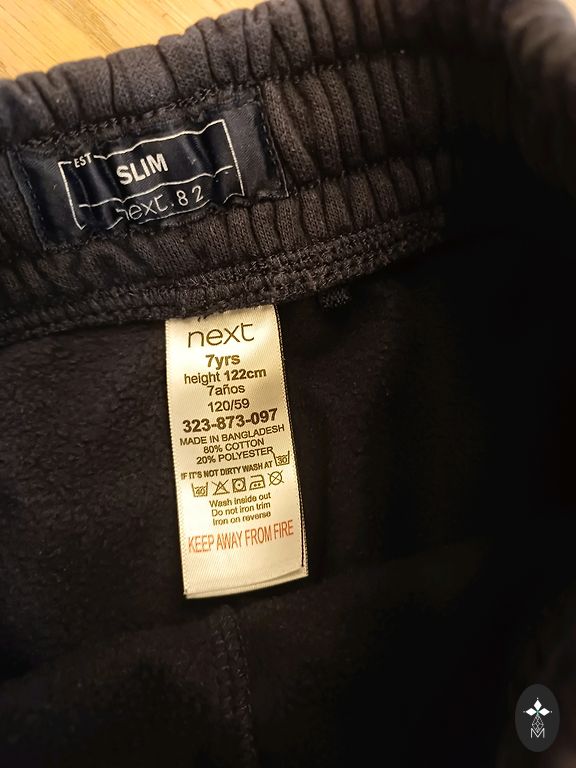 EST
SLIM
next.82
next
7yrs
height 122cm
7años
120/59
323-873-097
MADE IN BANGLADESH
80% COTTON
20% POLYESTER
IF IT'S NOT DIRTY WASH AT 30
40
Wash inside out
Do not iron trim
Iron on reverse
KEEP AWAY FROM FIRE